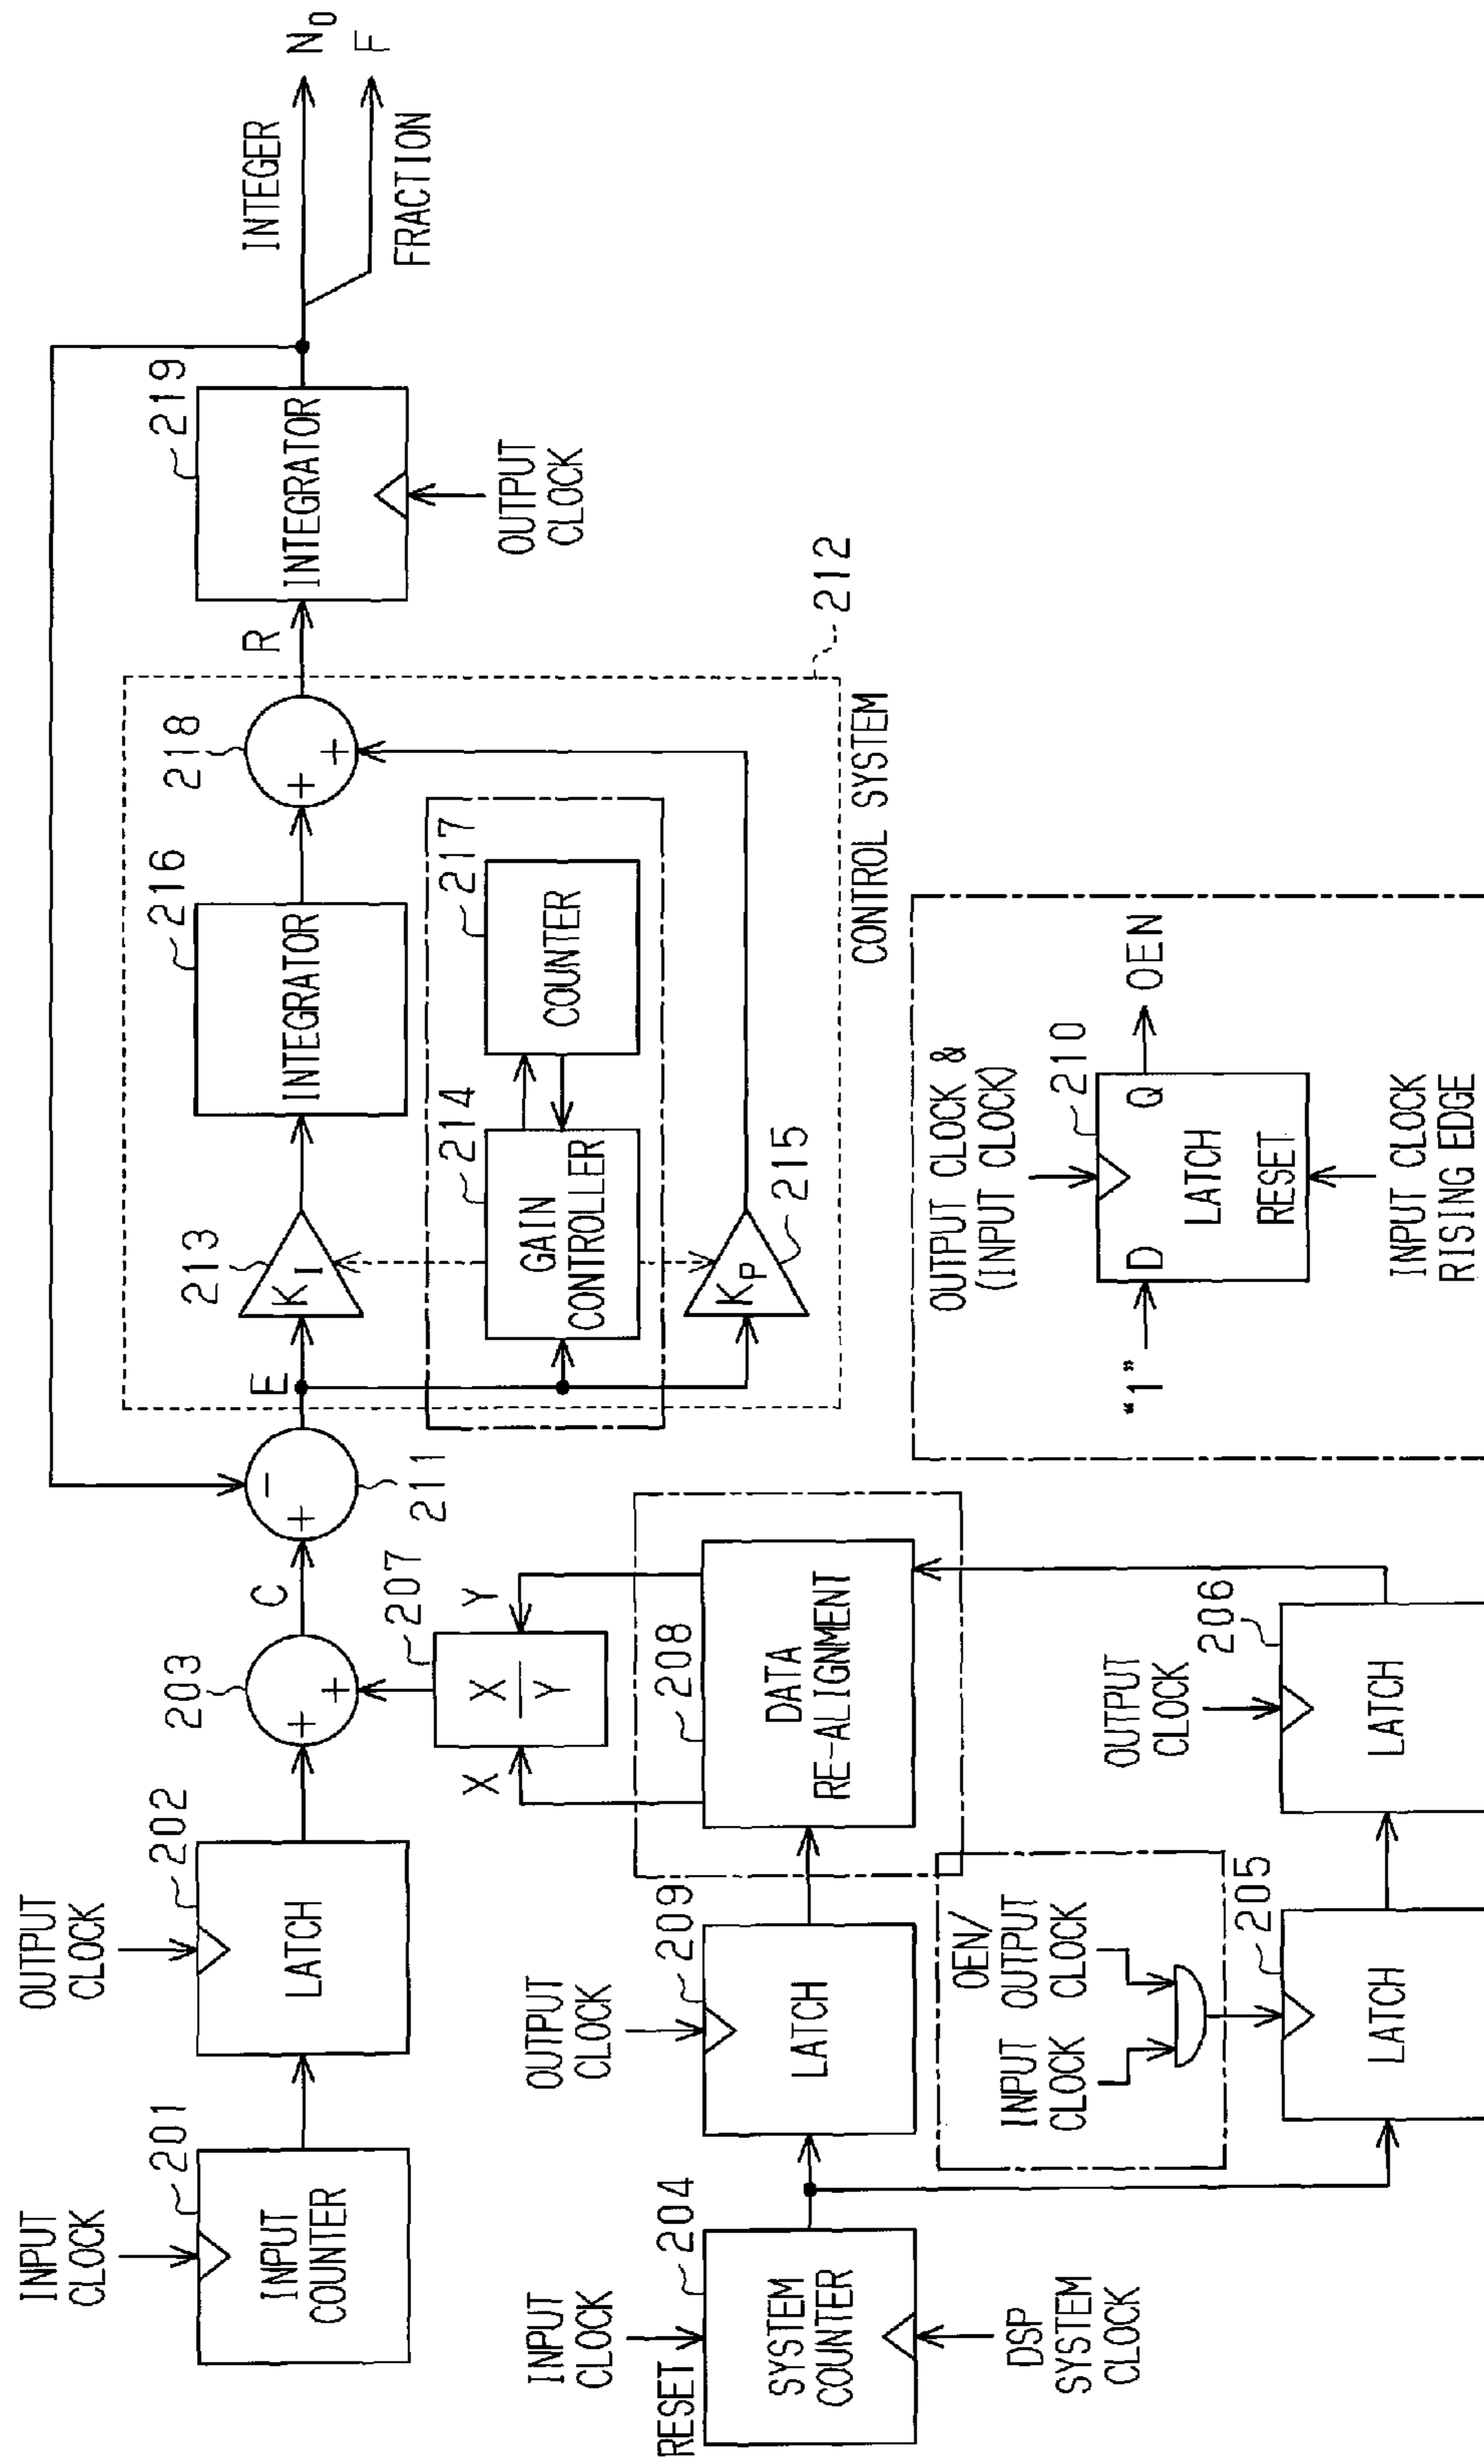 INPUT
CLOCK
201
INPUT
COUNTER
OUTPUT
CLOCK
202
LATCH
203
+
+
C
211
+
−
E
213
K I
216
INTEGRATOR
218
+
+
R
219
INTEGRATOR
OUTPUT
CLOCK
INTEGER
N0
F
FRACTION
207
X
Y
X
Y
214
GAIN
CONTROLLER
217
COUNTER
215
KP
212
CONTROL SYSTEM
INPUT
CLOCK
RESET
204
SYSTEM
COUNTER
DSP
SYSTEM
CLOCK
OUTPUT
CLOCK
209
LATCH
208
DATA
RE-ALIGNMENT
OEN/
INPUT OUTPUT
CLOCK CLOCK
205
LATCH
OUTPUT
CLOCK
206
LATCH
OUTPUT CLOCK &
(INPUT CLOCK)
210
"1"
D
Q
OEN
LATCH
RESET
INPUT CLOCK
RISING EDGE